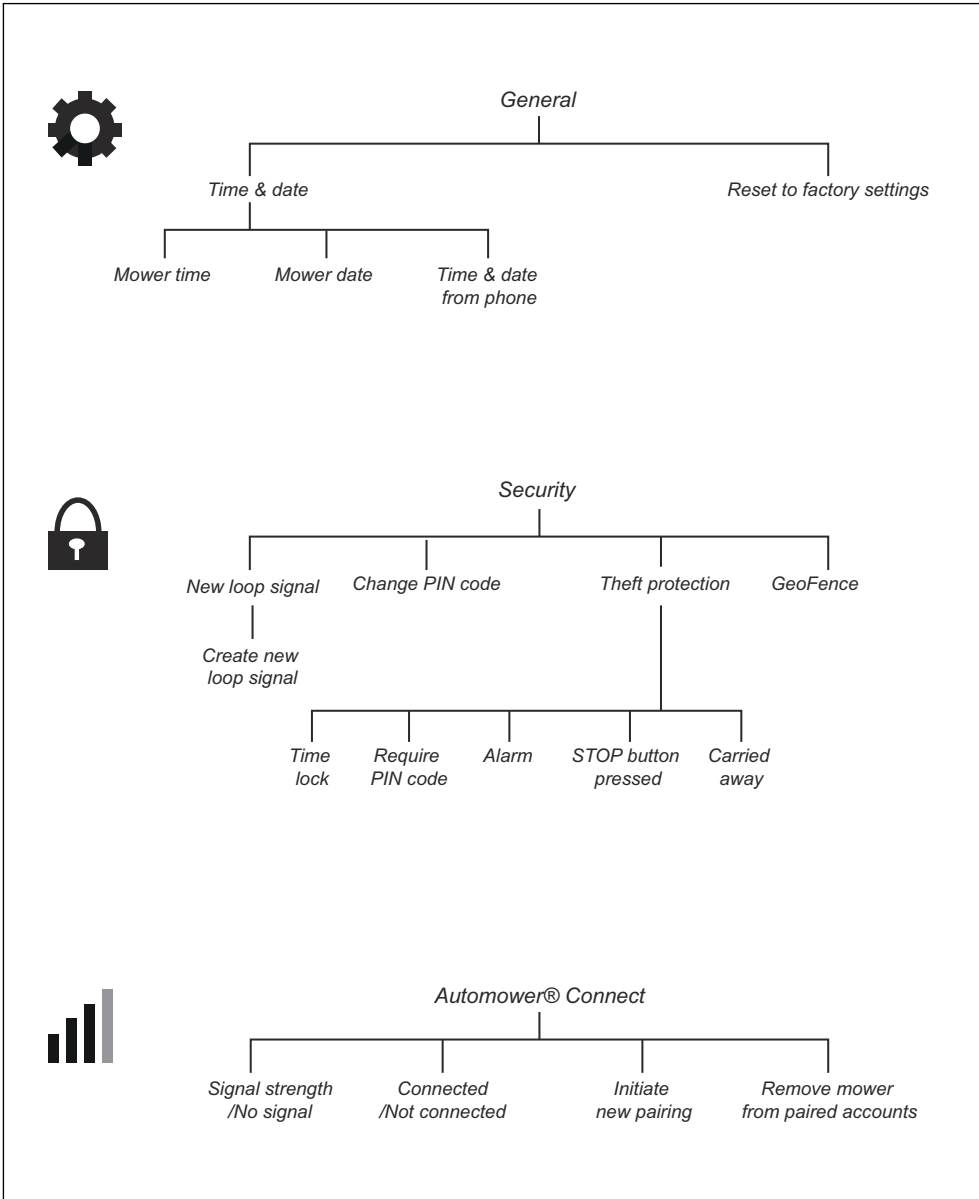 General
Time & date
Reset to factory settings
Mower time
Mower date
Time & date
from phone
Security
New loop signal
Change PIN code
Theft protection
GeoFence
Create new
loop signal
Time
lock
Require
PIN code
Alarm
STOP button
pressed
Carried
away
Automower® Connect
Signal strength
/No signal
Connected
/Not connected
Initiate
new pairing
Remove mower
from paired accounts